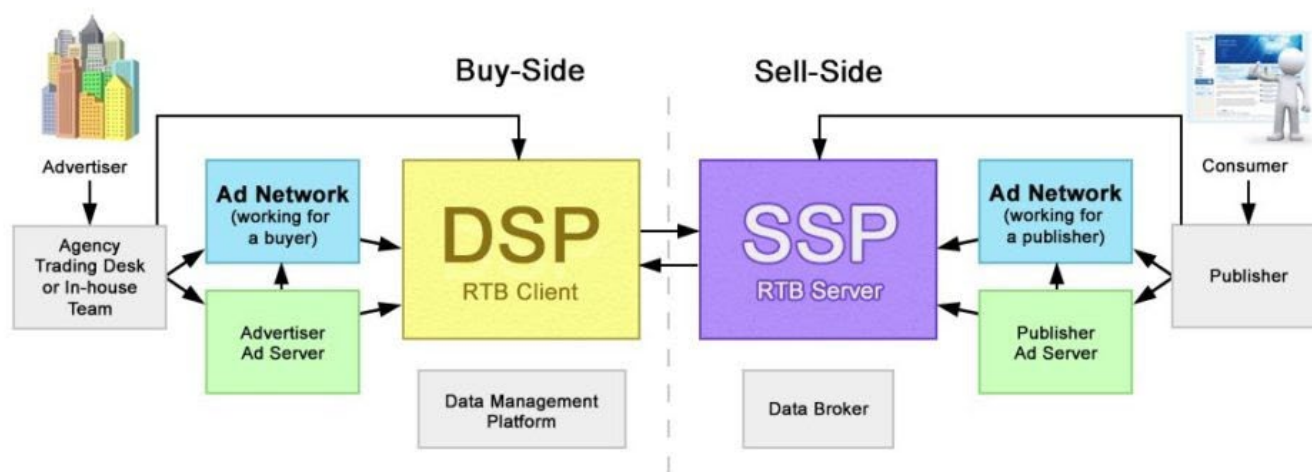 Buy-Side
Sell-Side
Advertiser
Consumer
Agency
Trading Desk
or In-house
Team
Ad Network
(working for
a buyer)
Advertiser
Ad Server
DSP
RTB Client
SSP
RTB Server
Ad Network
(working for
a publisher)
Publisher
Ad Server
Publisher
Data Management
Platform
Data Broker